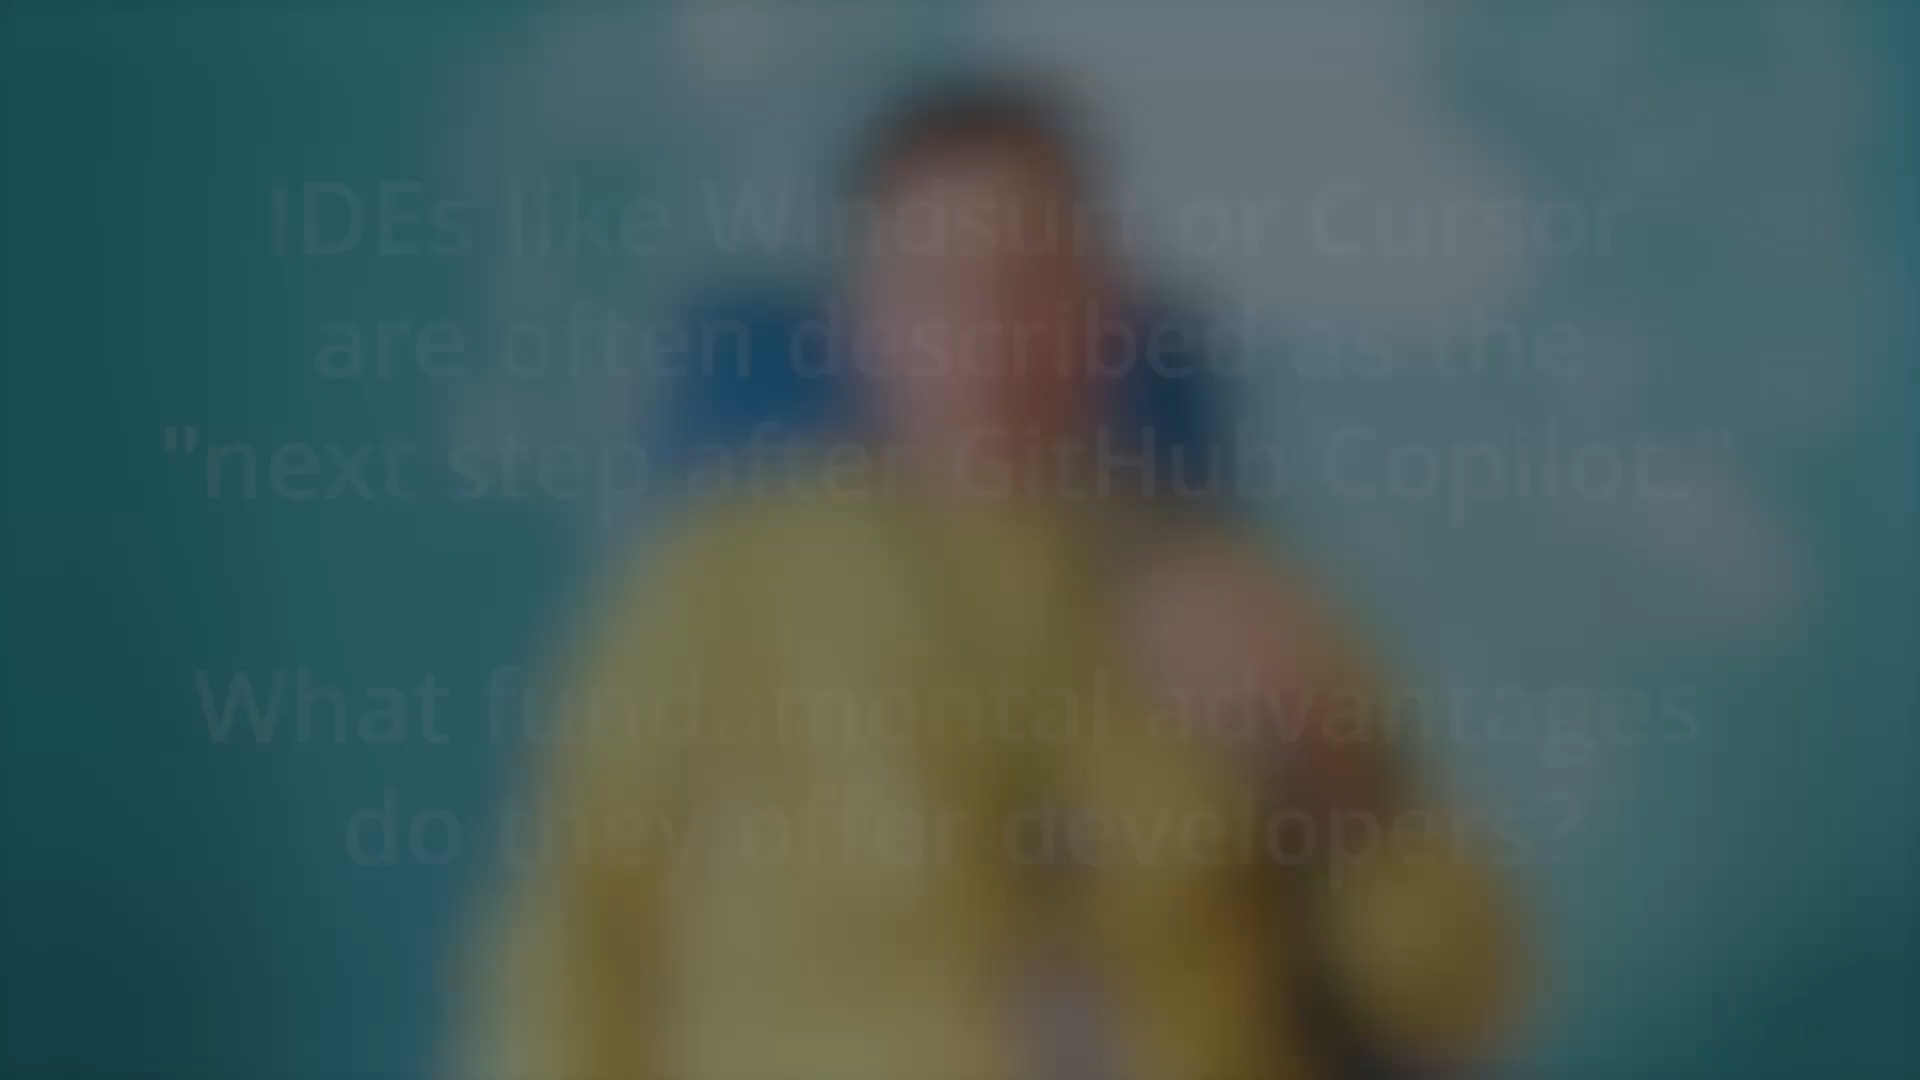 IDEs like Windsurf or Cursor
are often described as the
"next step after GitHub Copilot."
What fundamental advantages
do they offer developers?